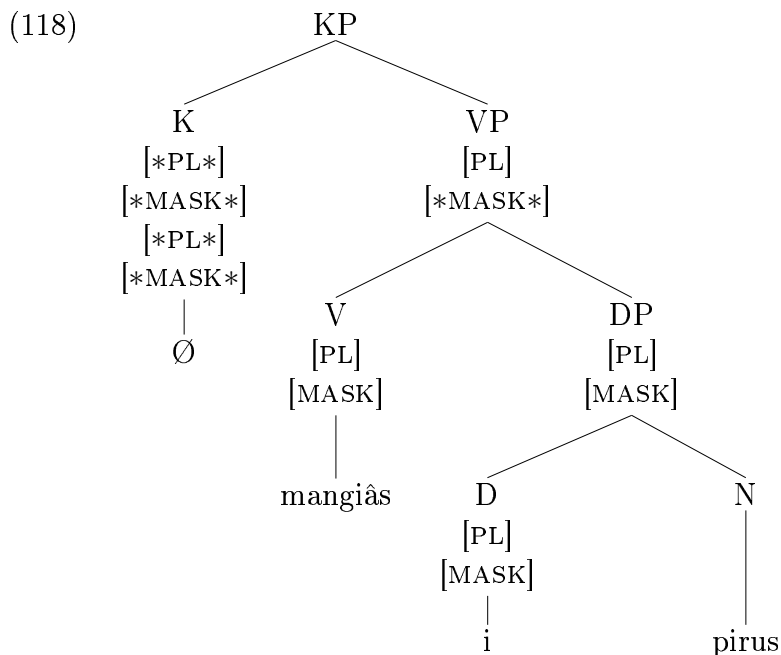 (118) KP
K VP
[*PL*] [PL]
[*MASK*] [*MASK*]
[*PL*]
[*MASK*]
V DP
Ø [PL] [PL]
[MASK] [MASK]
mangiâs D N
[PL]
[MASK]
i pirus